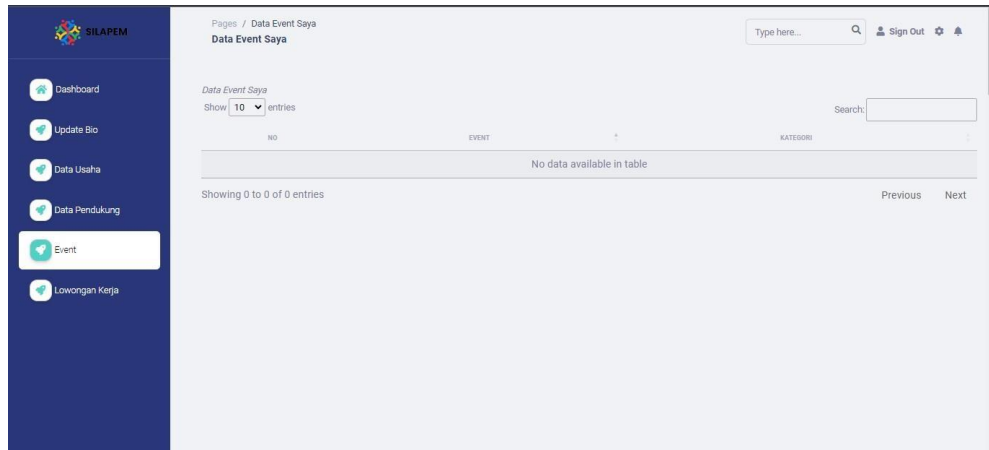 SILAPEM
Dashboard
Update Bio
Data Usaha
Data Pendukung
Event
Lowongan Kerja
Pages / Data Event Saya
Data Event Saya
Type here...
Sign Out
Data Event Saya
Show 10 entries
Search:
NO EVENT KATEGORI
No data available in table
Showing 0 to 0 of 0 entries
Previous Next